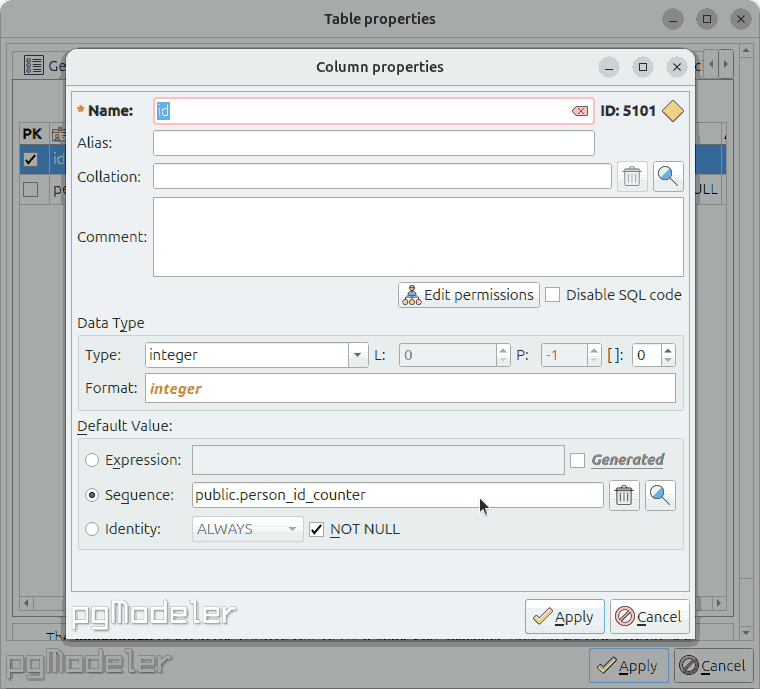 Table properties
Ge
Column properties
* Name: id ID: 5101
PK
Alias:
id
Collation:
pe
ULL
Comment:
Edit permissions Disable SQL code
Data Type
Type: integer L: 0 P: -1 [ ]: 0
Format: integer
Default Value:
Expression: Generated
Sequence: public.person_id_counter
Identity: ALWAYS NOT NULL
pgModeler Apply Cancel
The
pgModeler Apply Cancel